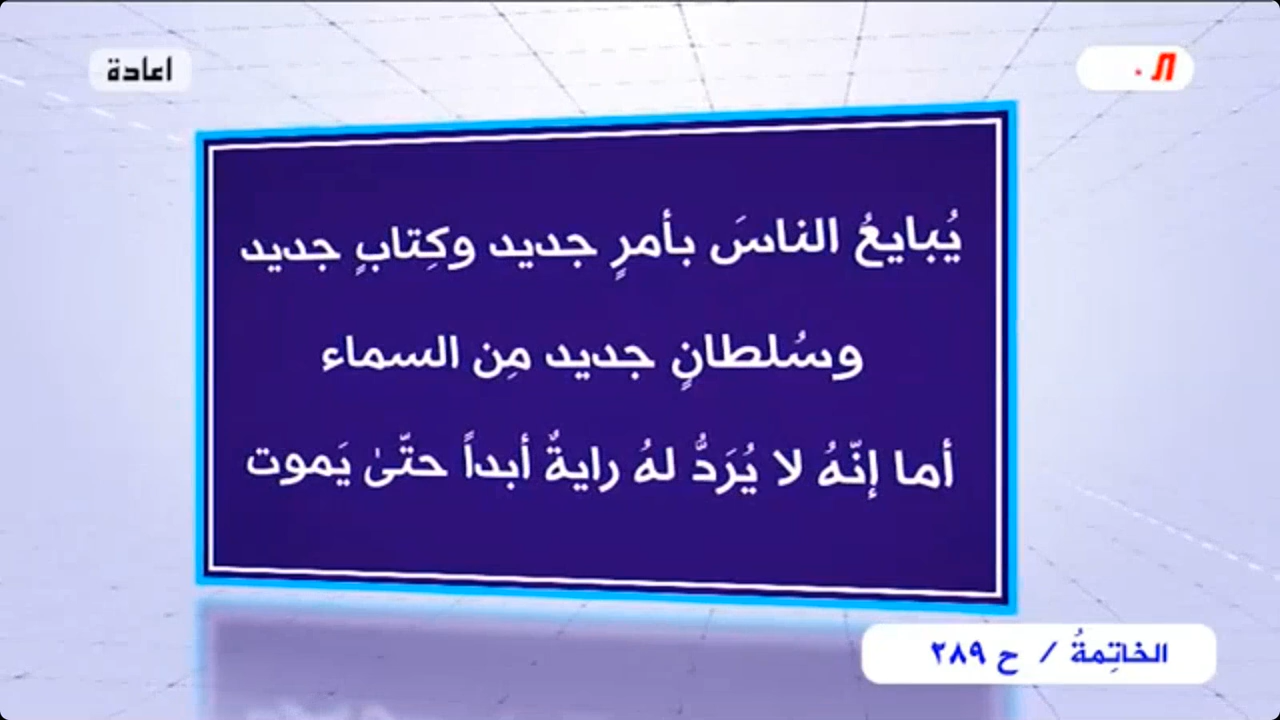 اعادة
يُبايعُ الناسَ بأمرٍ جديد وكِتابٍ جديد
وسُلطانٍ جديد مِن السماء
أما إنّهُ لا يُرَدُّ لهُ رايةٌ أبداً حتّىٰ يَموت
الخاتِمةُ / ح ٢٨٩